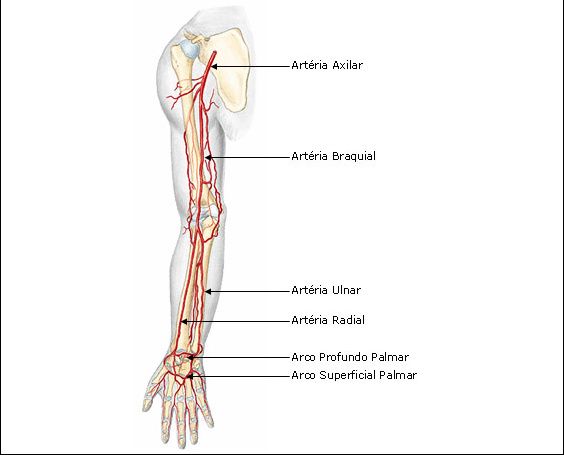 Artéria Axilar
Artéria Braquial
Artéria Ulnar
Artéria Radial
Arco Profundo Palmar
Arco Superficial Palmar